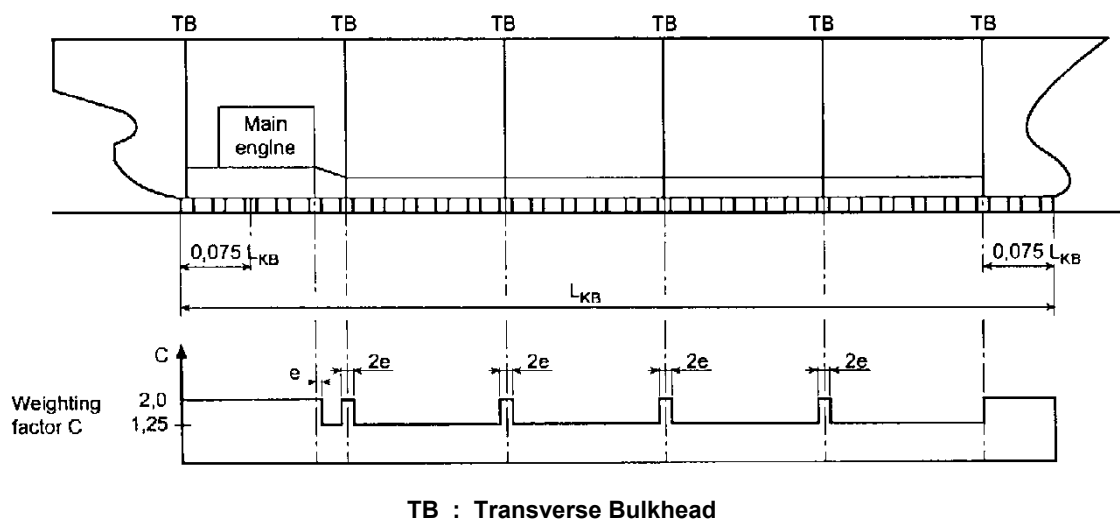 TB TB TB TB TB TB
Main
engine
0,075 L_KB 0,075 L_KB
L_KB
C
e 2e 2e 2e 2e
Weighting
factor C
2,0
1,25
TB : Transverse Bulkhead